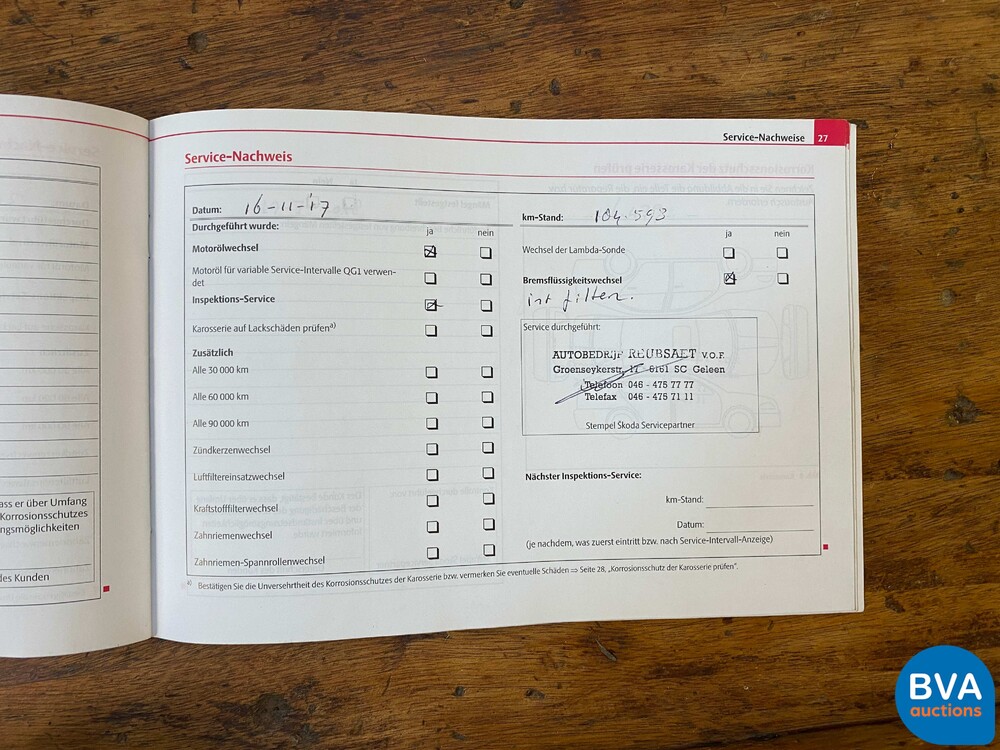 Service-Nachweise 27
Service-Nachweis
Datum: 16-11-'17
km-Stand: 104.593
Durchgeführt wurde:
ja nein
ja nein
Motorölwechsel
Wechsel der Lambda-Sonde
Motoröl für variable Service-Intervalle QG1 verwen-
det
Bremsflüssigkeitswechsel
int filter.
Inspektions-Service
Karosserie auf Lackschäden prüfen a)
Service durchgeführt:
Zusätzlich
AUTOBEDRIJF REUBSAET V.O.F.
Alle 30 000 km
Groenseykerstr. 17 6161 SC Geleen
Telefoon 046 - 475 77 77
Alle 60 000 km
Telefax 046 - 475 71 11
Alle 90 000 km
Stempel Škoda Servicepartner
Zündkerzenwechsel
Luftfiltereinsatzwechsel
Nächster Inspektions-Service:
Kraftstofffilterwechsel
km-Stand:
Zahnriemenwechsel
Datum:
(je nachdem, was zuerst eintritt bzw. nach Service-Intervall-Anzeige)
Zahnriemen-Spannrollenwechsel
a) Bestätigen Sie die Unversehrtheit des Korrosionsschutzes der Karosserie bzw. vermerken Sie eventuelle Schäden ⇒ Seite 28, „Korrosionsschutz der Karosserie prüfen".
ass er über Umfang
Korrosionsschutzes
ngsmöglichkeiten
des Kunden
BVA
auctions